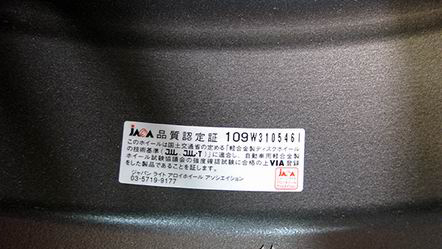 JAWA 品質認定証 109W3105461
このホイールは国土交通省の定める「軽合金製ディスクホイール
の技術基準（JWL、JWL-T）」に適合し、自動車用軽合金製
ホイール試験協議会の強度確認試験に合格の上VIA登録
をした製品であることを証します。
ジャパン ライト アロイホイール アソシエイション
03-5719-9177
JAWA